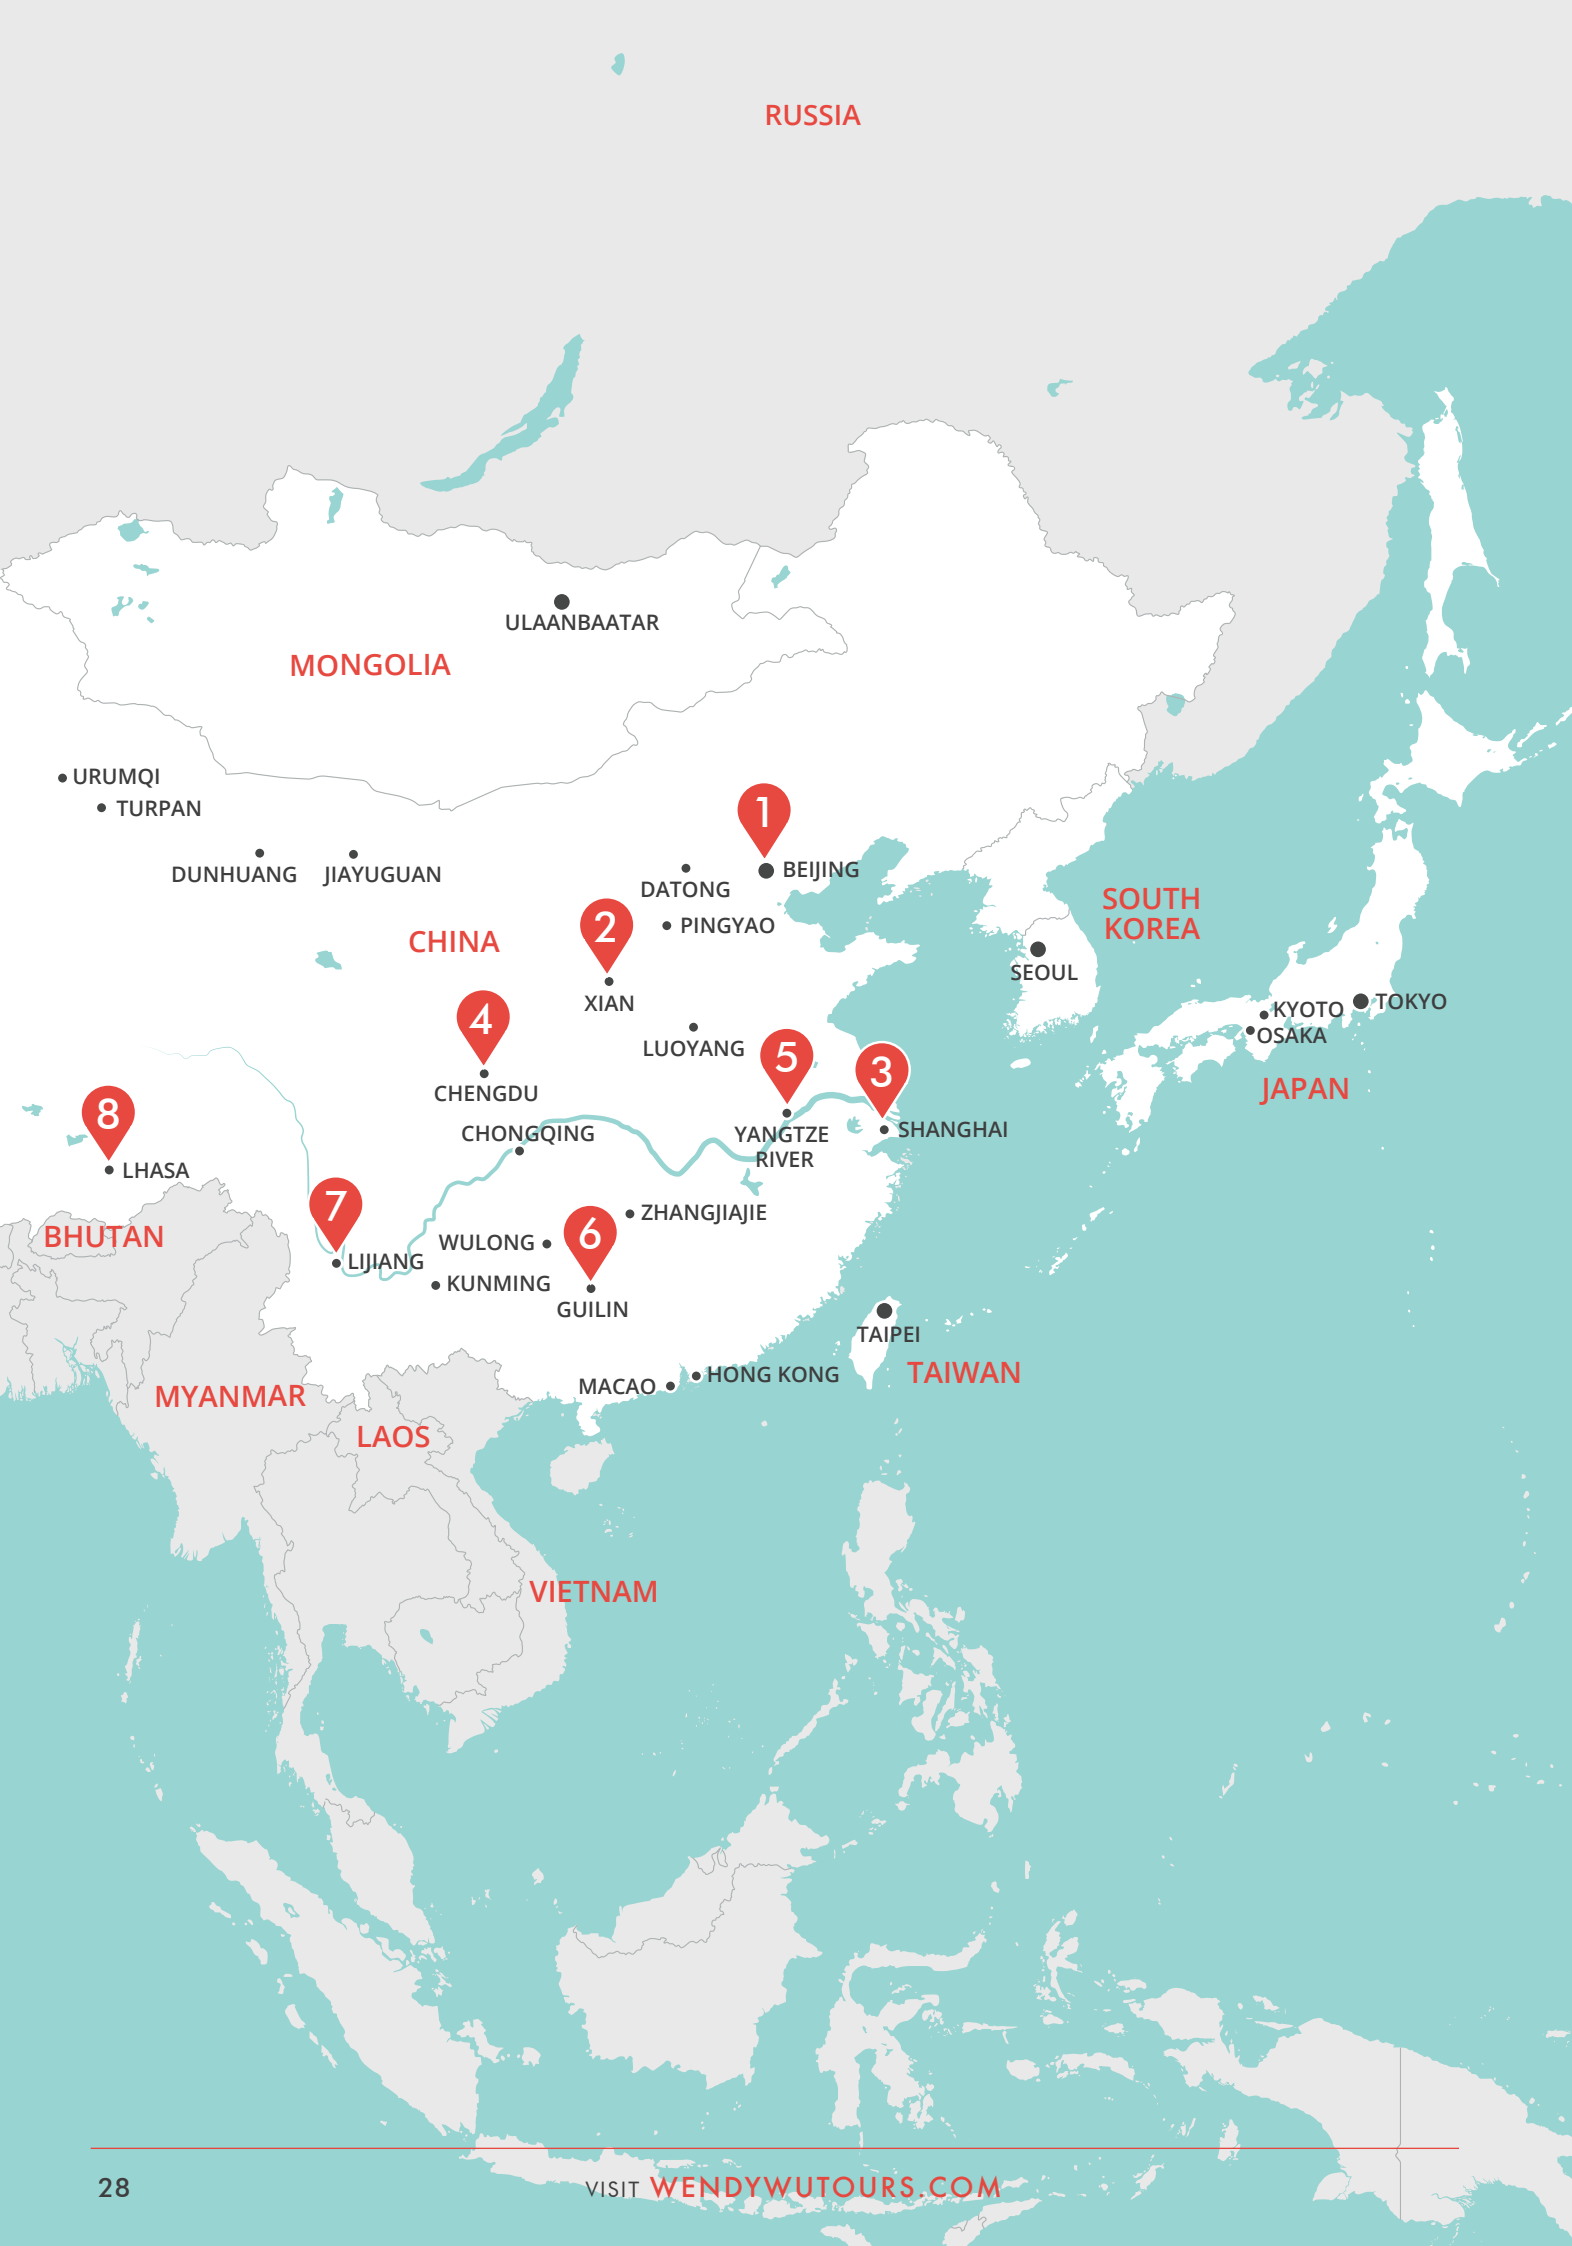 RUSSIA
ULAANBAATAR
MONGOLIA
URUMQI
TURPAN
1
DUNHUANG
JIAYUGUAN
DATONG
BEIJING
SOUTH
KOREA
2
PINGYAO
CHINA
SEOUL
XIAN
KYOTO
TOKYO
4
OSAKA
LUOYANG
5
3
JAPAN
CHENGDU
8
CHONGQING
YANGTZE
RIVER
SHANGHAI
LHASA
7
ZHANGJIAJIE
BHUTAN
WULONG
6
LIJIANG
KUNMING
GUILIN
TAIPEI
TAIWAN
HONG KONG
MACAO
MYANMAR
LAOS
VIETNAM
28
VISIT WENDYWUTOURS.COM